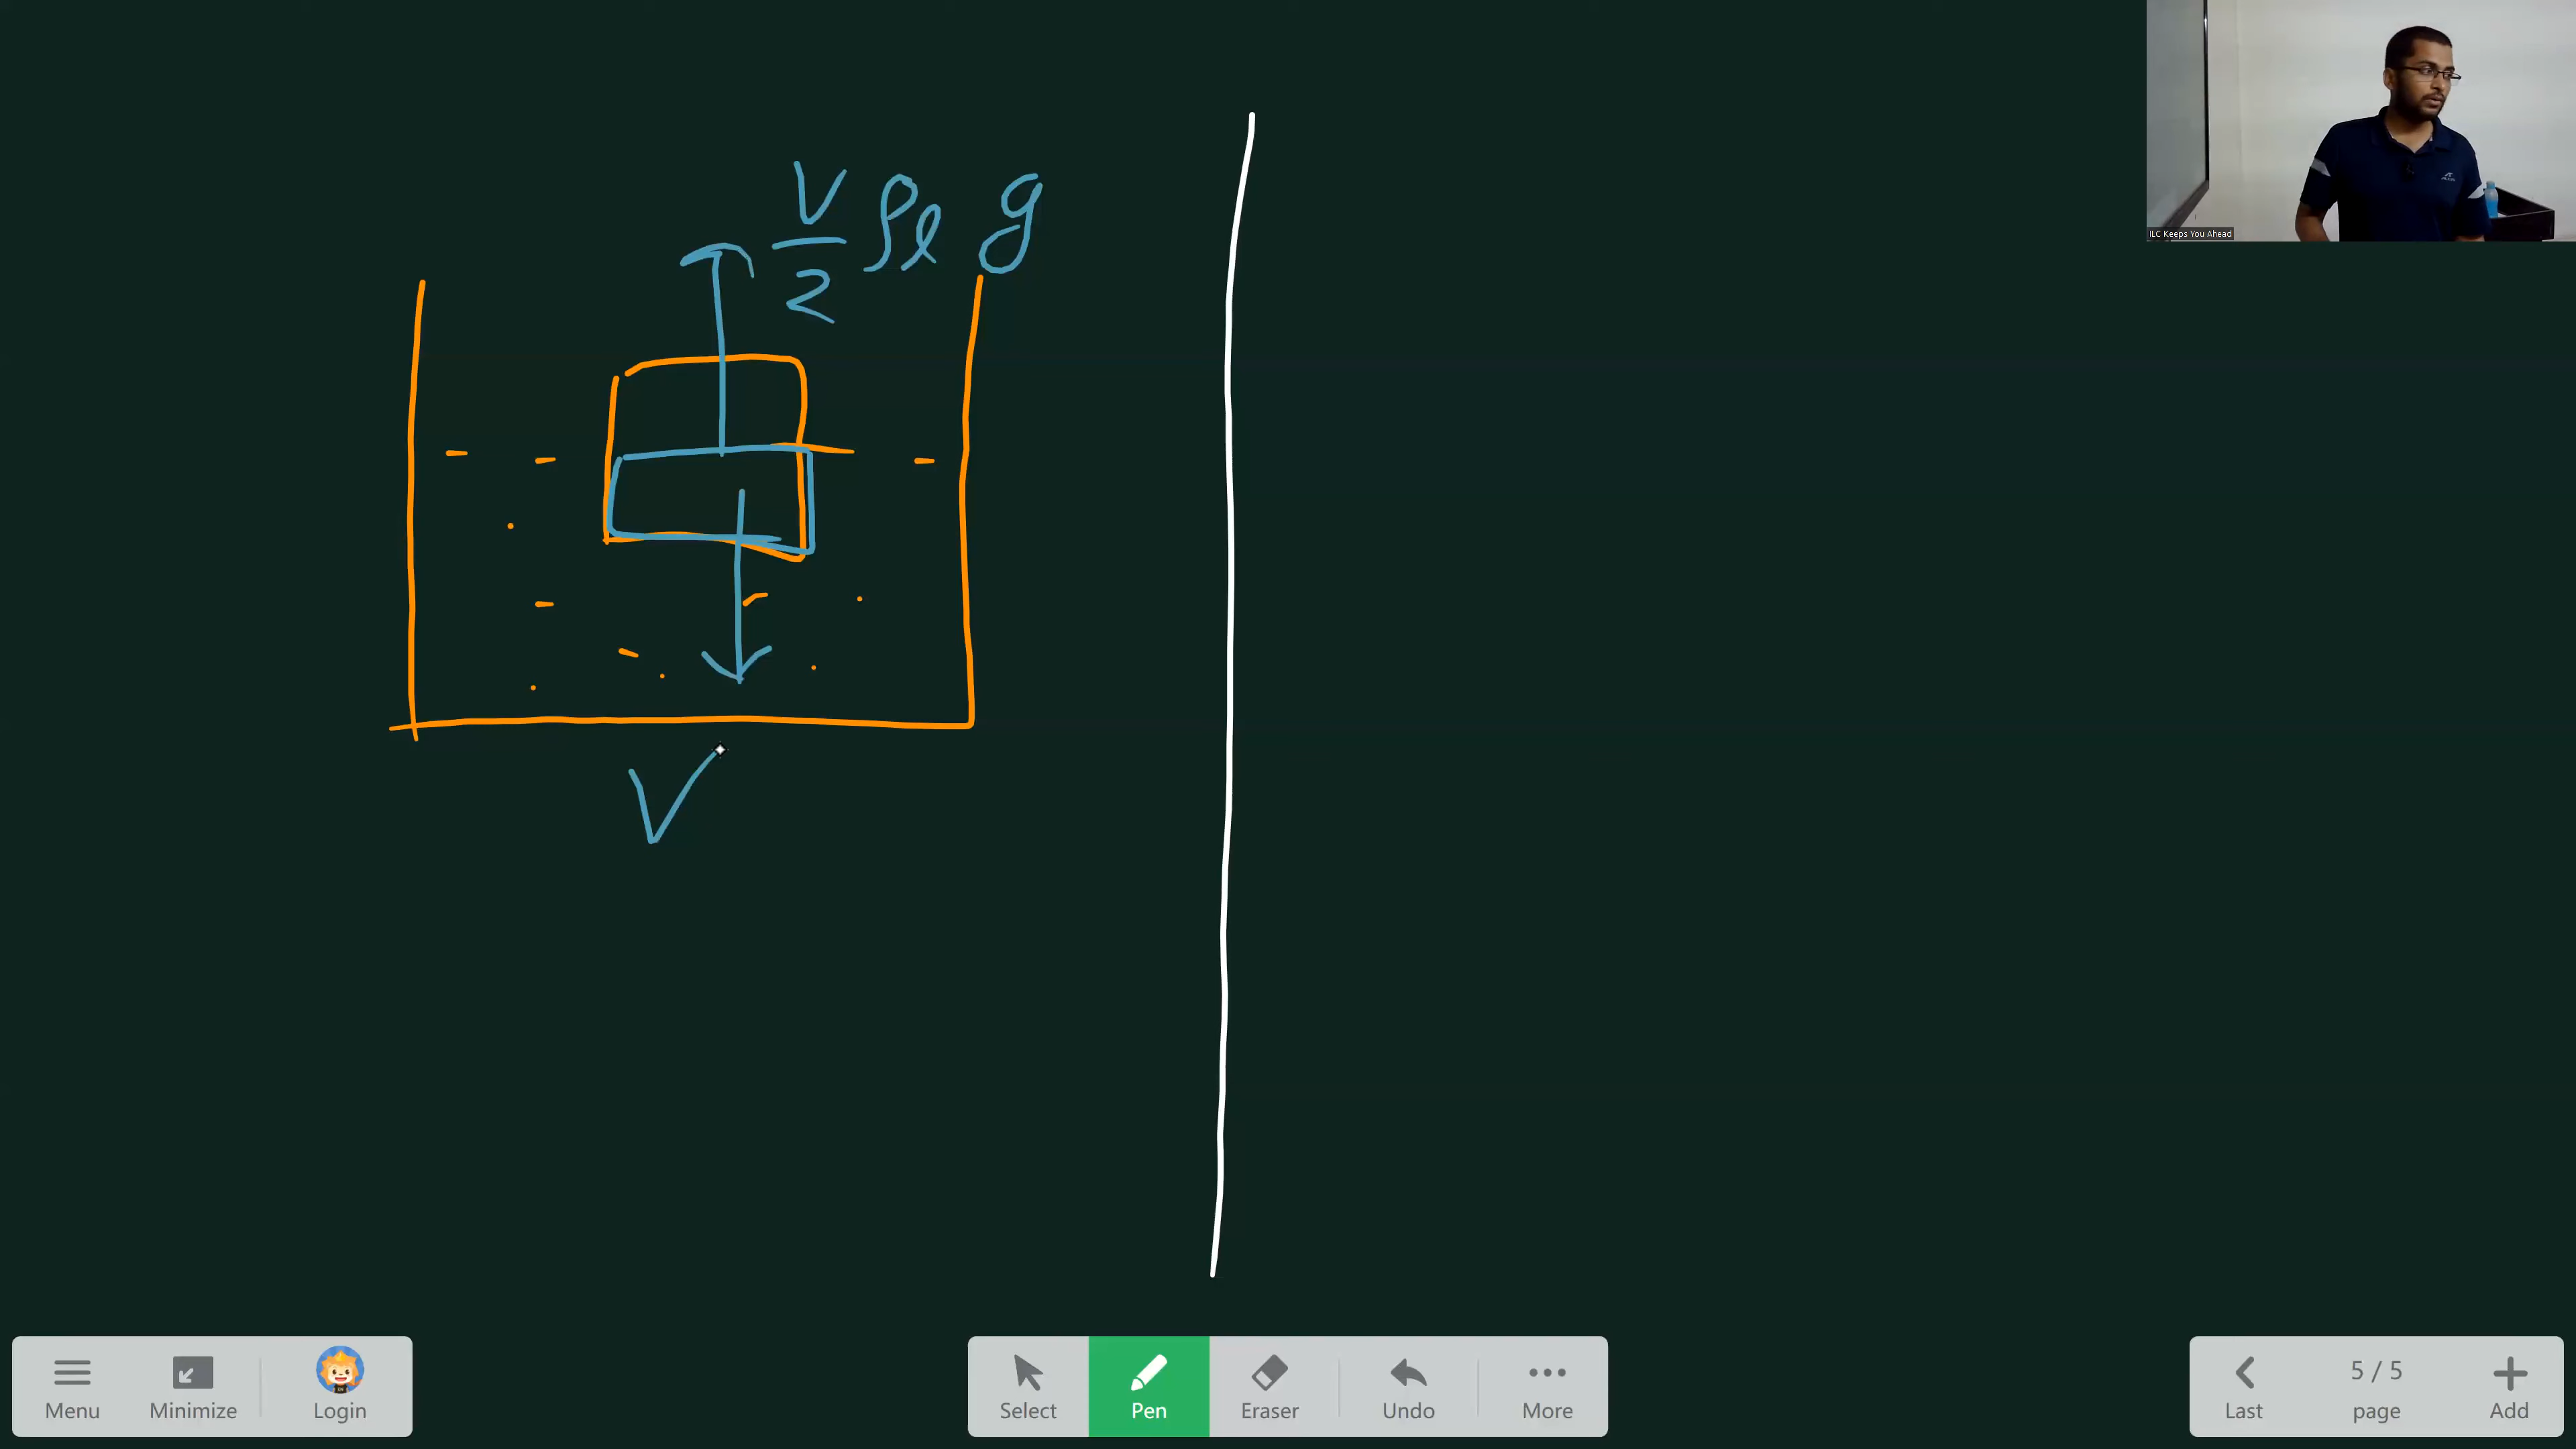 V/2 ρl g
V
ILC Keeps You Ahead
Menu
Minimize
Login
Select
Pen
Eraser
Undo
More
5 / 5
Last
page
Add